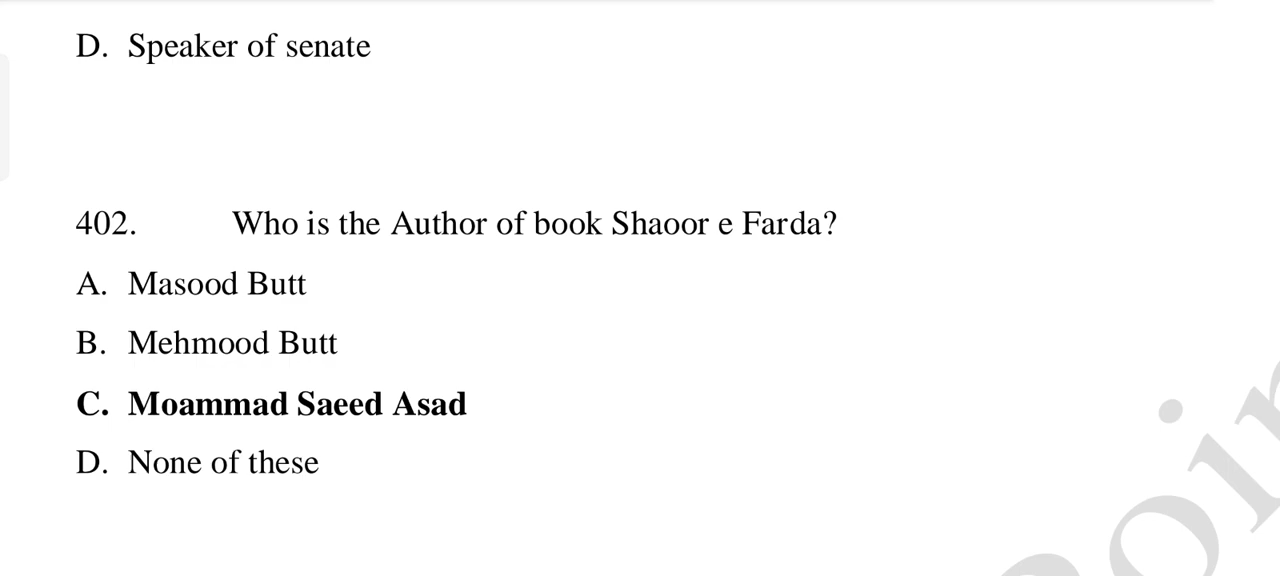 D. Speaker of senate
402. Who is the Author of book Shaoor e Farda?
A. Masood Butt
B. Mehmood Butt
C. Moammad Saeed Asad
D. None of these